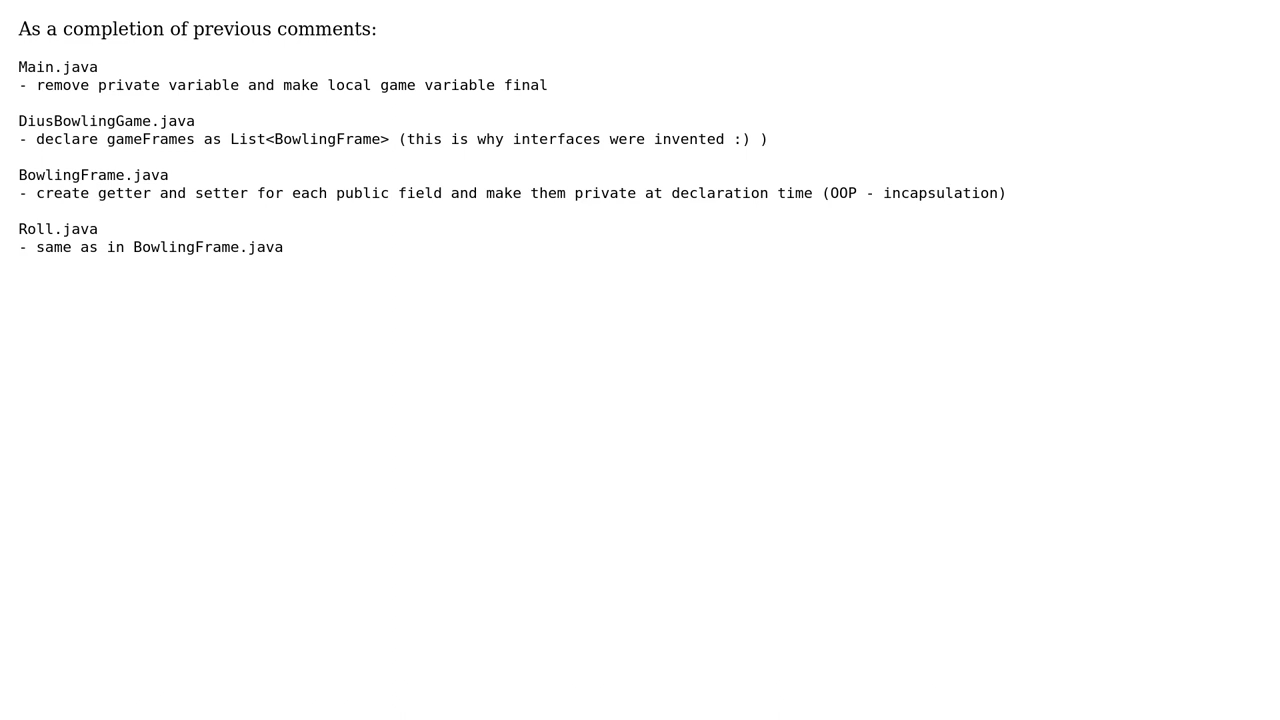 As a completion of previous comments:
Main.java
- remove private variable and make local game variable final
DiusBowlingGame.java
- declare gameFrames as List<BowlingFrame> (this is why interfaces were invented :) )
BowlingFrame.java
- create getter and setter for each public field and make them private at declaration time (OOP - incapsulation)
Roll.java
- same as in BowlingFrame.java